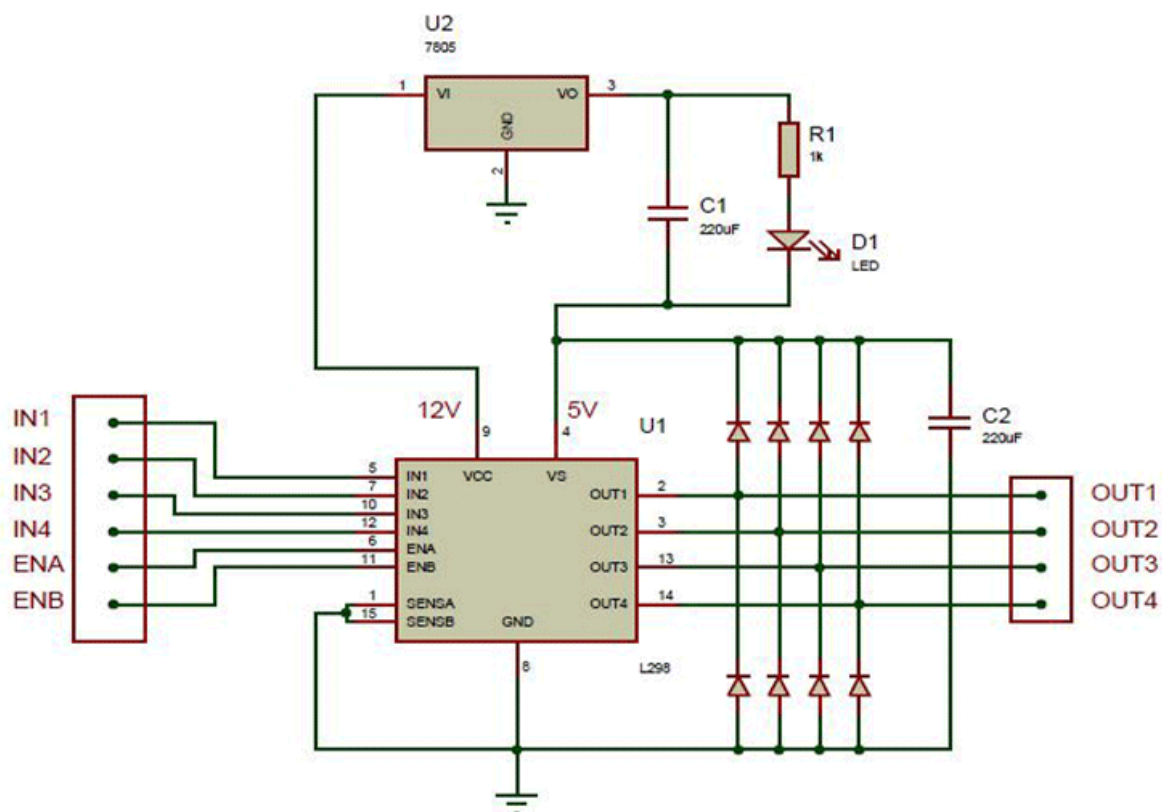 U2
7805
1
VI
VO
3
GND
2
R1
1k
C1
220uF
D1
LED
12V
5V
9
4
U1
C2
220uF
IN1
IN2
IN3
IN4
ENA
ENB
5
7
10
12
6
11
1
15
IN1
IN2
IN3
IN4
ENA
ENB
SENSA
SENSB
VCC
VS
GND
OUT1
OUT2
OUT3
OUT4
2
3
13
14
8
L298
OUT1
OUT2
OUT3
OUT4